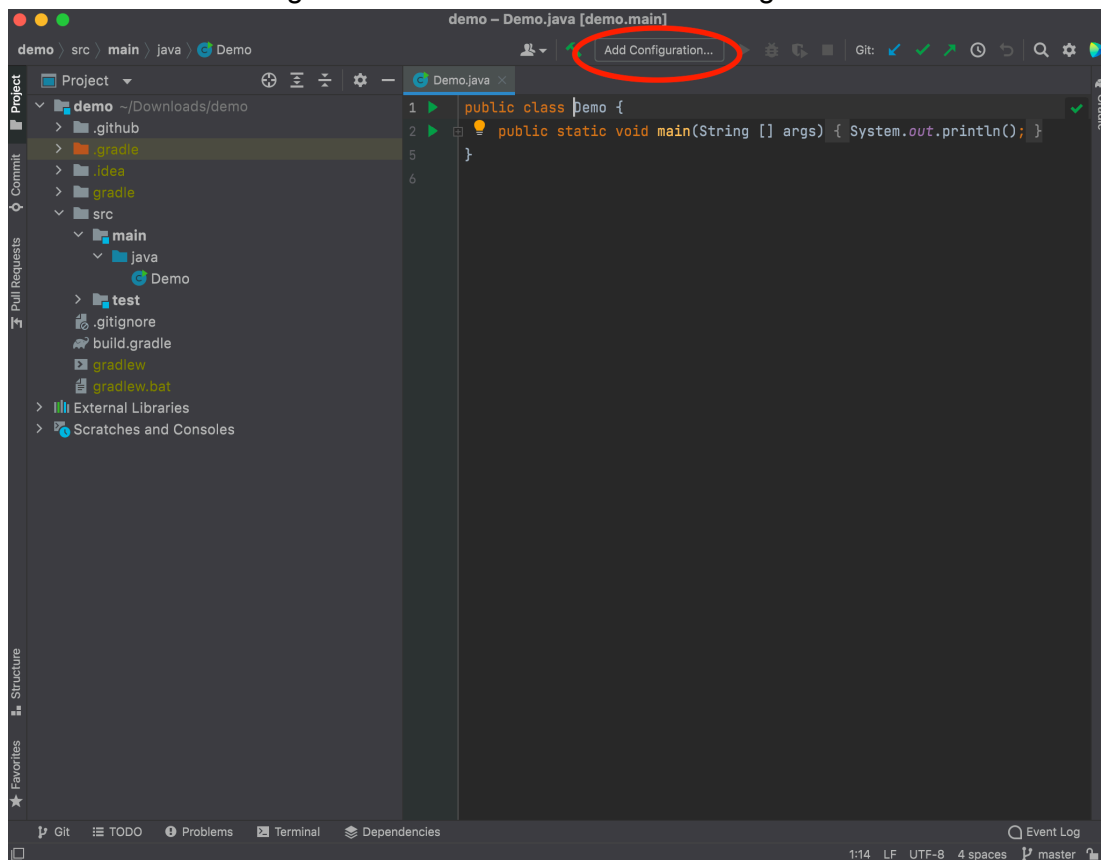 demo – Demo.java [demo.main]
demo 〉 src 〉 main 〉 java 〉 Demo
Add Configuration...
Git:
Project
Demo.java
Project
Commit
Pull Requests
Structure
Favorites
demo ~/Downloads/demo
.github
.gradle
.idea
gradle
src
main
java
Demo
test
.gitignore
build.gradle
gradlew
gradlew.bat
External Libraries
Scratches and Consoles
1 public class Demo {
2 public static void main(String [] args) { System.out.println(); }
5 }
6
Git TODO Problems Terminal Dependencies Event Log
1:14 LF UTF-8 4 spaces master